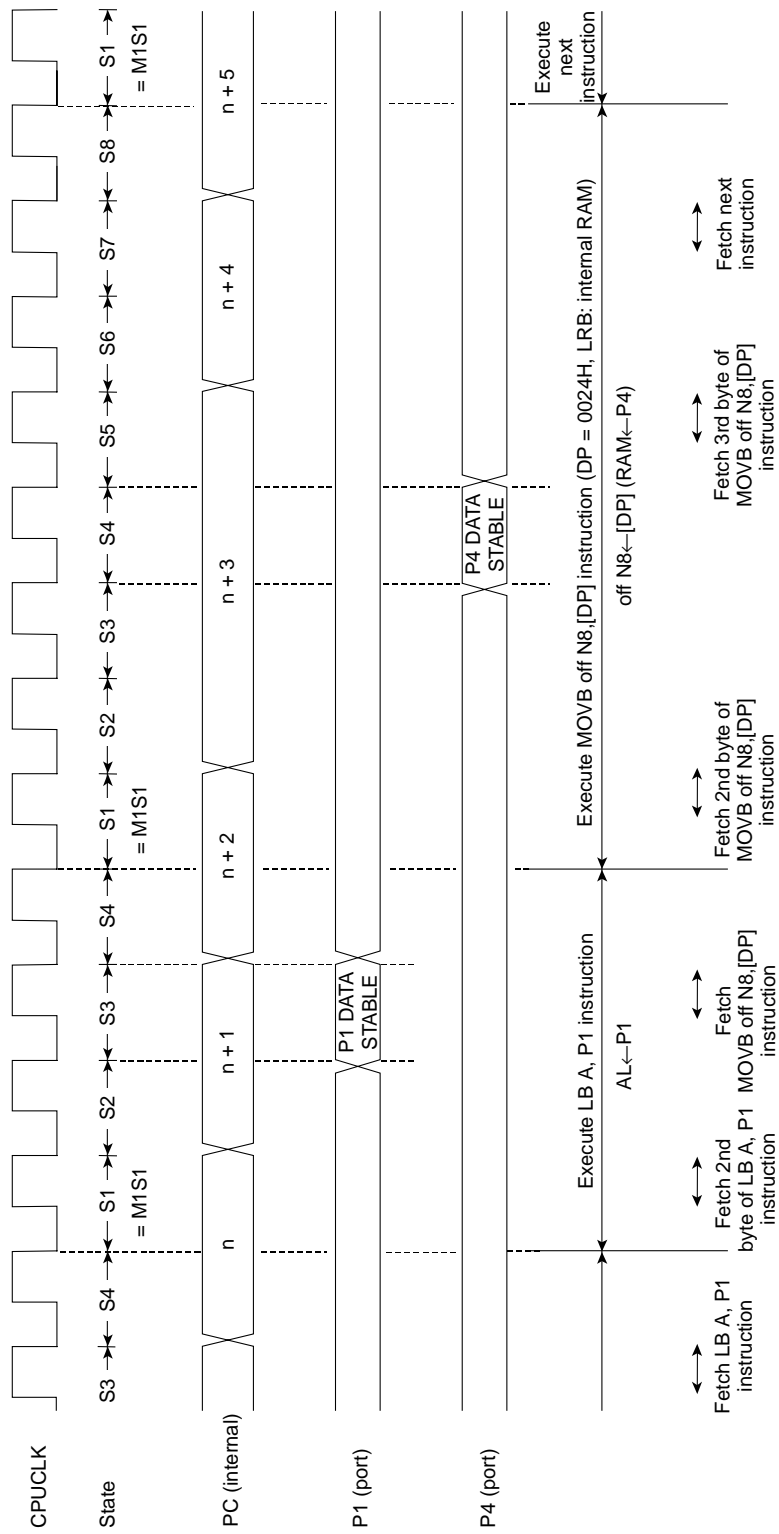 CPUCLK
State
S3
S4
S1
S2
S3
S4
S1
S2
S3
S4
S5
S6
S7
S8
S1
= M1S1
= M1S1
= M1S1
PC (internal)
n
n + 1
n + 2
n + 3
n + 4
n + 5
P1 (port)
P1 DATA
STABLE
P4 (port)
P4 DATA
STABLE
Execute LB A, P1 instruction
AL←P1
Execute MOVB off N8,[DP] instruction (DP = 0024H, LRB: internal RAM)
off N8←[DP] (RAM←P4)
Execute
next
instruction
Fetch LB A, P1
instruction
Fetch 2nd
byte of LB A, P1
instruction
Fetch
MOVB off N8,[DP]
instruction
Fetch 2nd byte of
MOVB off N8,[DP]
instruction
Fetch 3rd byte of
MOVB off N8,[DP]
instruction
Fetch next
instruction